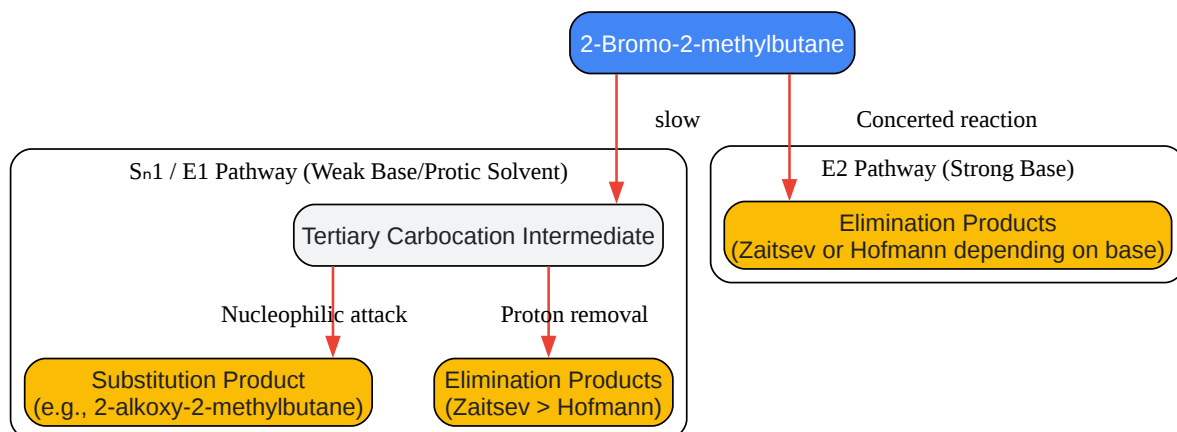 2-Bromo-2-methylbutane
slow
Concerted reaction
Sₙ1 / E1 Pathway (Weak Base/Protic Solvent)
Tertiary Carbocation Intermediate
Nucleophilic attack
Proton removal
Substitution Product
(e.g., 2-alkoxy-2-methylbutane)
Elimination Products
(Zaitsev > Hofmann)
E2 Pathway (Strong Base)
Elimination Products
(Zaitsev or Hofmann depending on base)